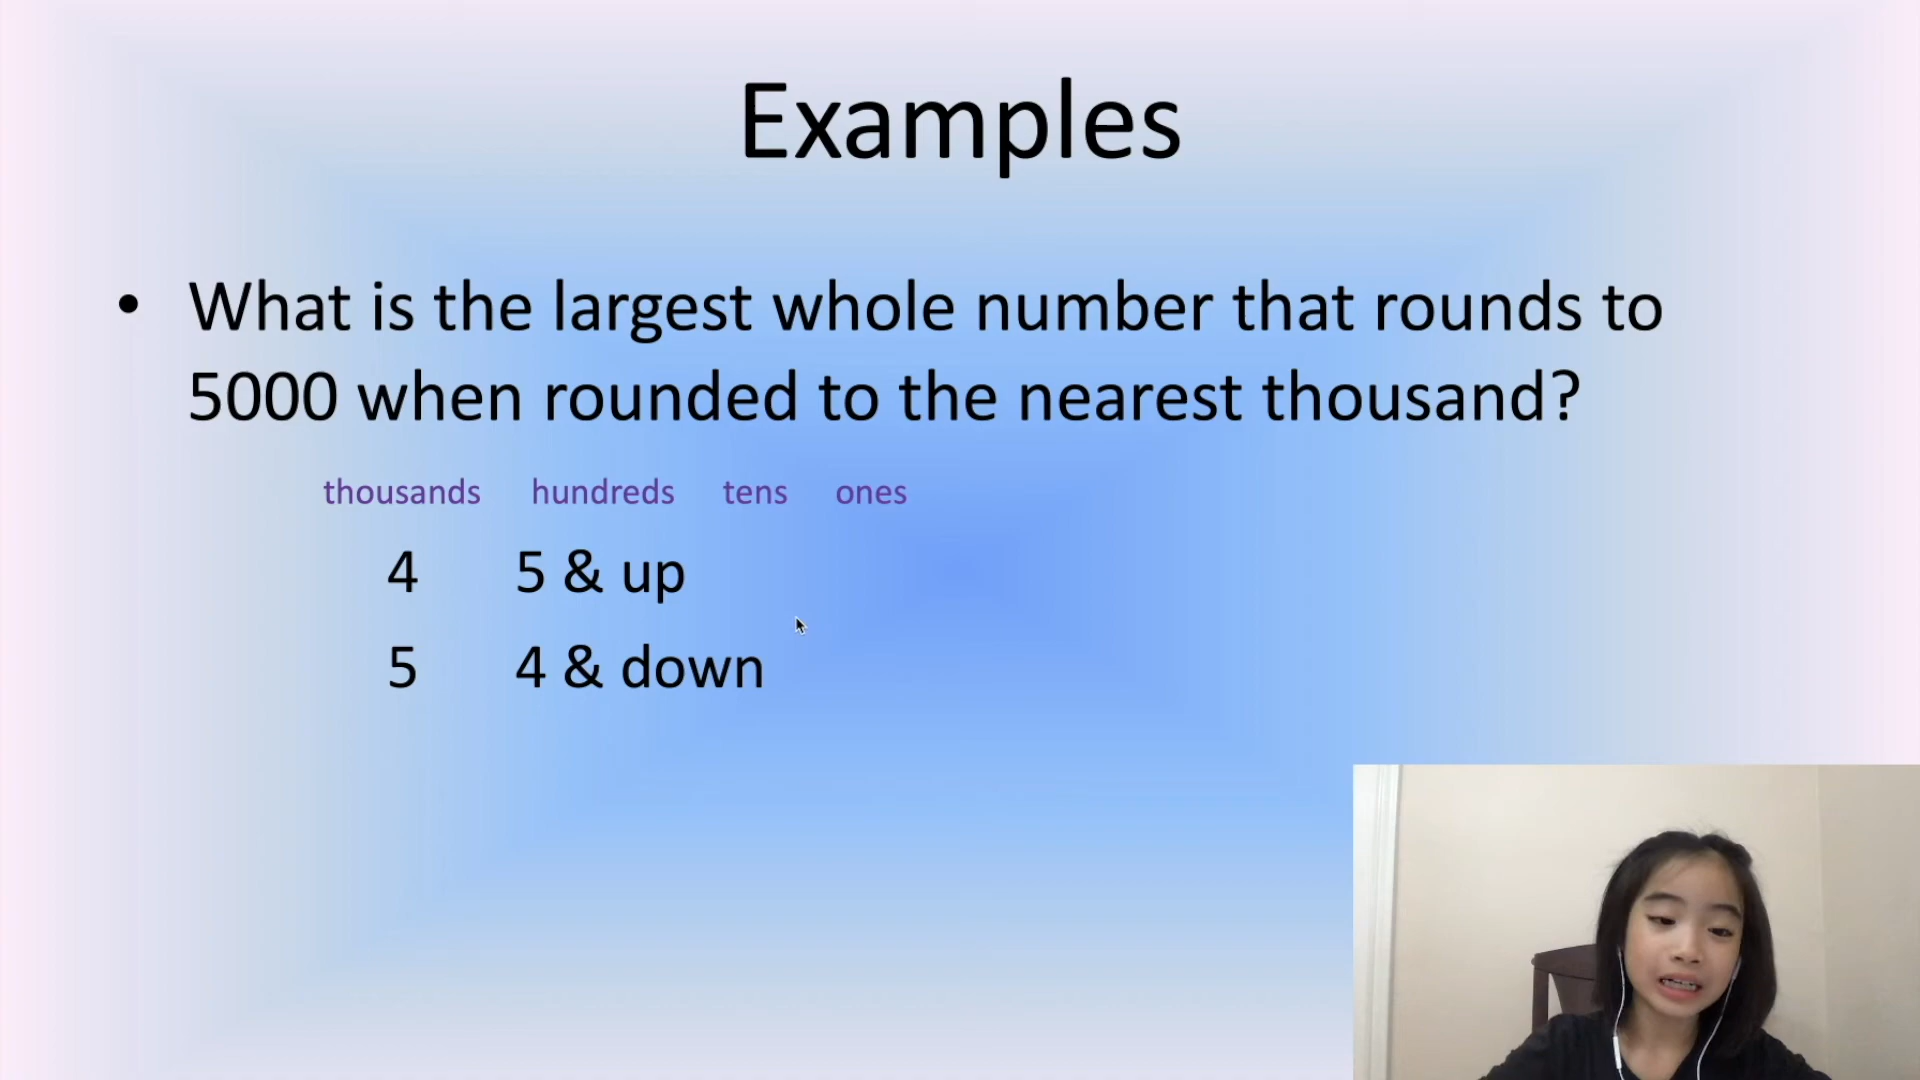 Examples
• What is the largest whole number that rounds to
5000 when rounded to the nearest thousand?
thousands hundreds tens ones
4 5 & up
5 4 & down